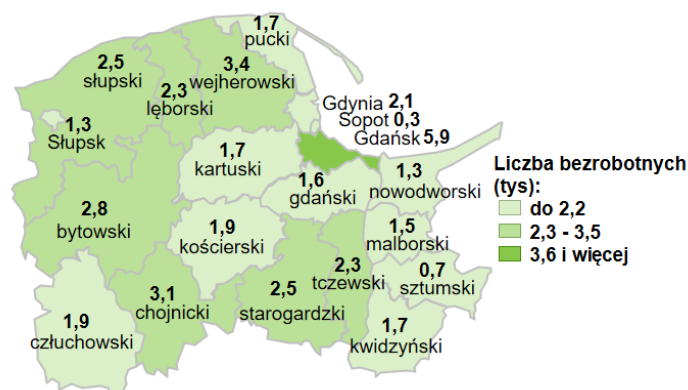 1,7
pucki
2,5
słupski
3,4
wejherowski
2,3
lęborski
Gdynia 2,1
Sopot 0,3
Gdańsk 5,9
1,3
Słupsk
1,7
kartuski
1,6
gdański
1,3
nowodworski
Liczba bezrobotnych
(tys):
do 2,2
2,3 - 3,5
3,6 i więcej
2,8
bytowski
1,9
kościerski
1,5
malborski
0,7
sztumski
3,1
chojnicki
2,5
starogardzki
2,3
tczewski
1,9
człuchowski
1,7
kwidzyński